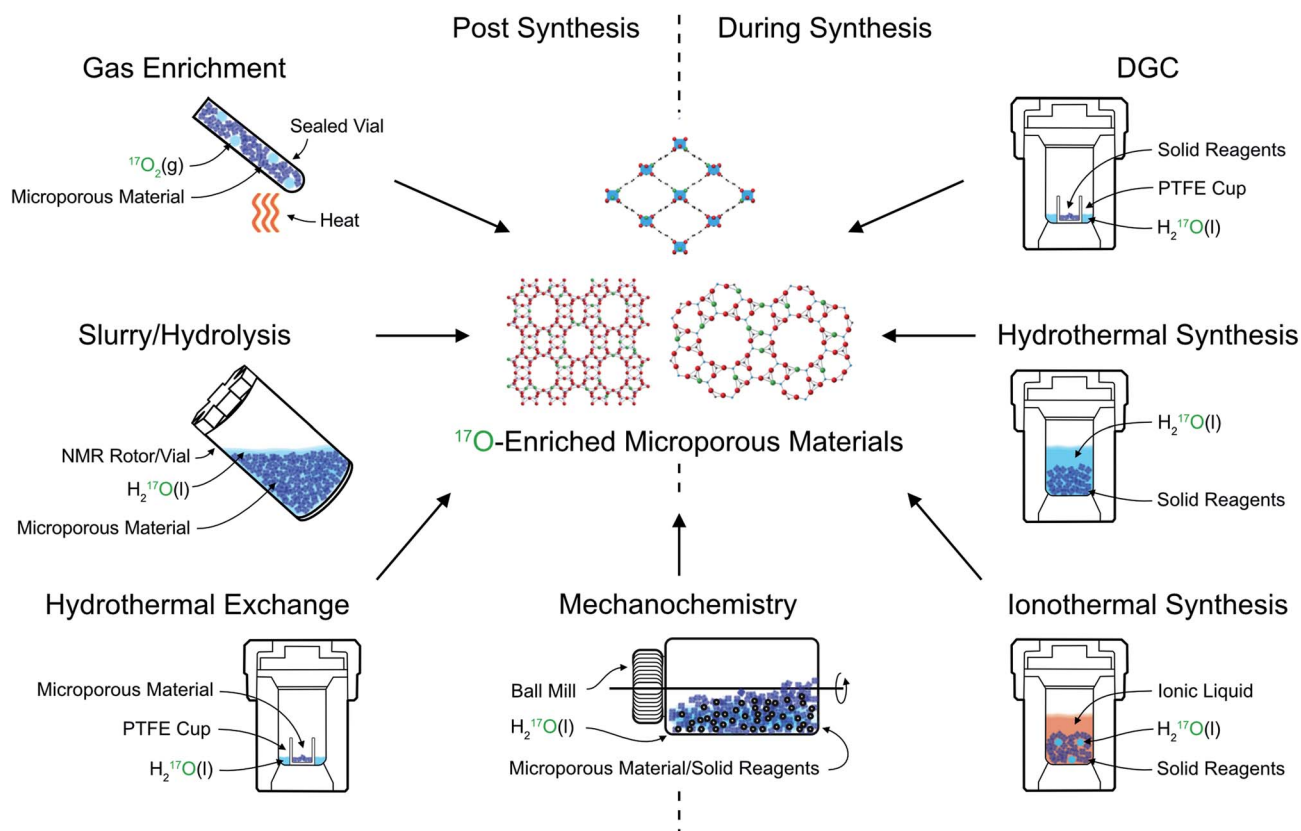 Post Synthesis
During Synthesis
Gas Enrichment
Sealed Vial
¹⁷O₂(g)
Microporous Material
Heat
DGC
Solid Reagents
PTFE Cup
H₂¹⁷O(l)
Slurry/Hydrolysis
NMR Rotor/Vial
H₂¹⁷O(l)
Microporous Material
Hydrothermal Synthesis
H₂¹⁷O(l)
Solid Reagents
¹⁷O-Enriched Microporous Materials
Hydrothermal Exchange
Microporous Material
PTFE Cup
H₂¹⁷O(l)
Mechanochemistry
Ball Mill
H₂¹⁷O(l)
Microporous Material/Solid Reagents
Ionothermal Synthesis
Ionic Liquid
H₂¹⁷O(l)
Solid Reagents